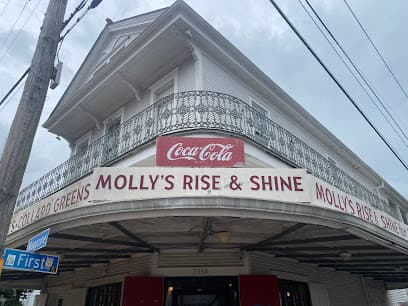 Coca-Cola
COLLARD GREENS
MOLLY'S RISE & SHINE
MOLLY'S RISE & SHINE
First